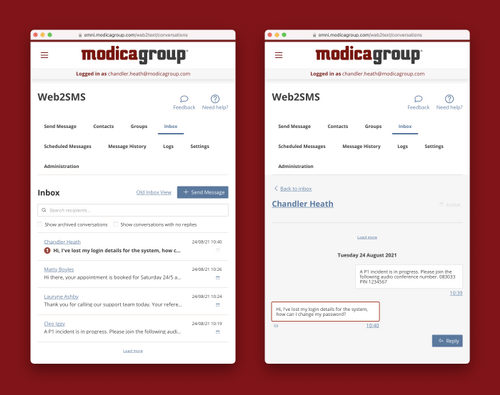 omni.modicagroup.com/web2text/conversations
modicagroup
Logged in as chandler.heath@modicagroup.com
Web2SMS
Feedback
Need help?
Send Message
Contacts
Groups
Inbox
Scheduled Messages
Message History
Logs
Settings
Administration
Inbox
Old Inbox View
+ Send Message
Search recipients...
Show archived conversations
Show conversations with no replies
Chandler Heath
24/08/21 10:40
1 Hi, I've lost my login details for the system, how c...
24/08/21 10:26
Hi there, your appointment is booked for Saturday 24/5 a...
Lauryne Ashby
24/08/21 10:24
Thank you for calling our support team today. Your refere...
Cleo Iggy
24/08/21 10:19
A P1 incident is in progress. Please join the following audi...
Load more
omni.modicagroup.com/web2text/conversations
modicagroup
Logged in as chandler.heath@modicagroup.com
Web2SMS
Feedback
Need help?
Send Message
Contacts
Groups
Inbox
Scheduled Messages
Message History
Logs
Settings
Administration
< Back to inbox
Chandler Heath
Load more
Tuesday 24 August 2021
A P1 incident is in progress. Please join the
following audio conference number. 083033
PIN 1234567
10:39
Hi, I've lost my login details for the system,
how can I change my password?
10:40
Reply